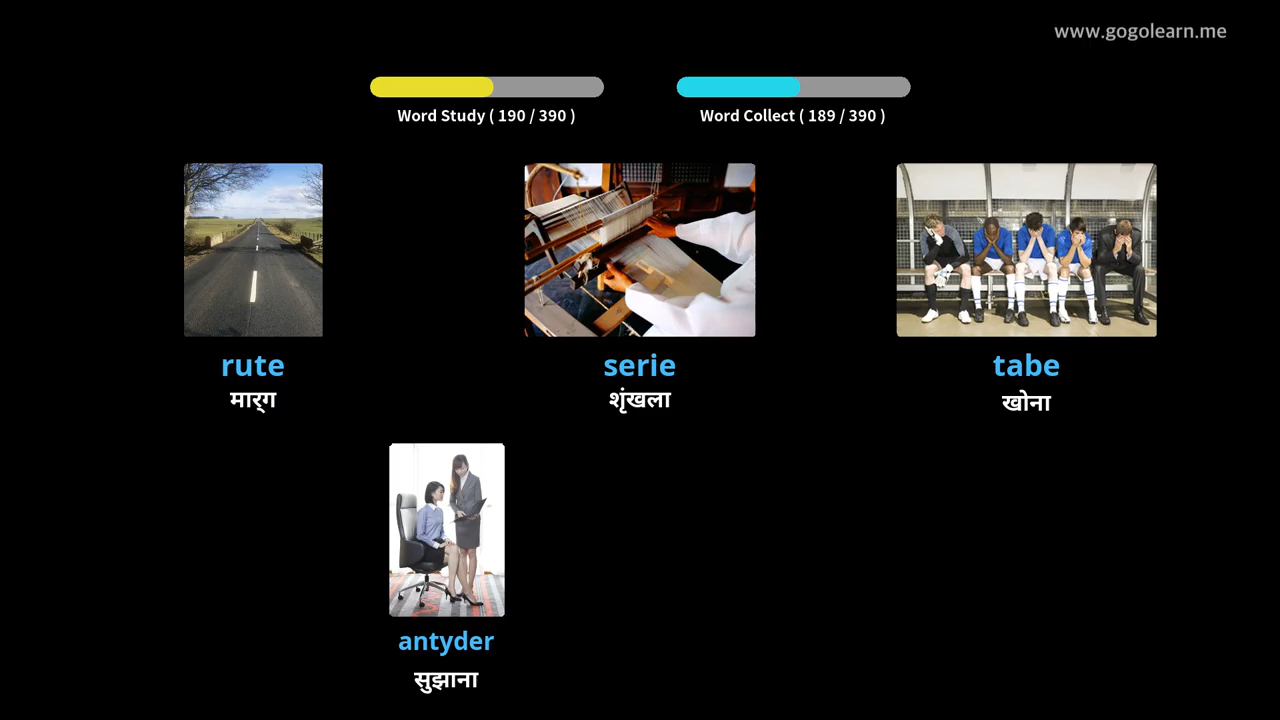 www.gogolearn.me
Word Study ( 190 / 390 )
Word Collect ( 189 / 390 )
rute
मार्ग
serie
शृंखला
tabe
खोना
antyder
सुझाना